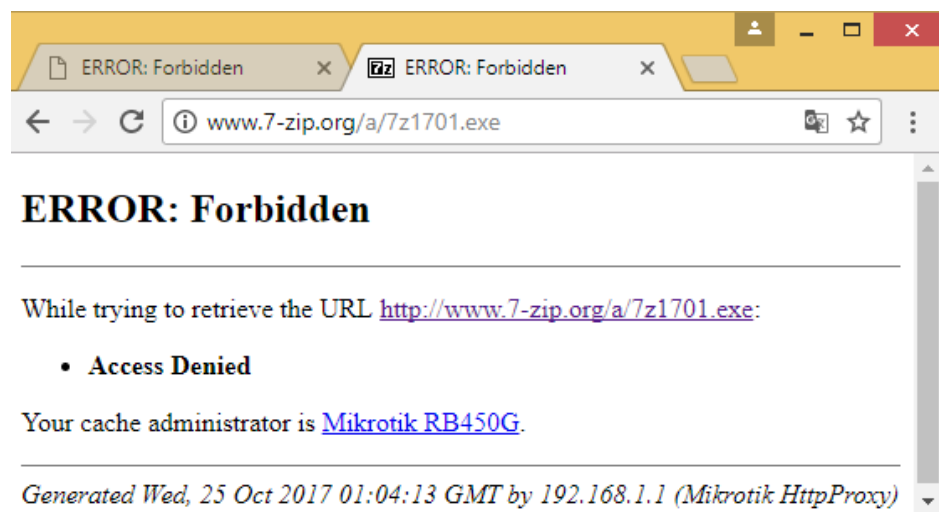 ERROR: Forbidden
7z ERROR: Forbidden
www.7-zip.org/a/7z1701.exe
ERROR: Forbidden
While trying to retrieve the URL http://www.7-zip.org/a/7z1701.exe:
• Access Denied
Your cache administrator is Mikrotik RB450G.
Generated Wed, 25 Oct 2017 01:04:13 GMT by 192.168.1.1 (Mikrotik HttpProxy)